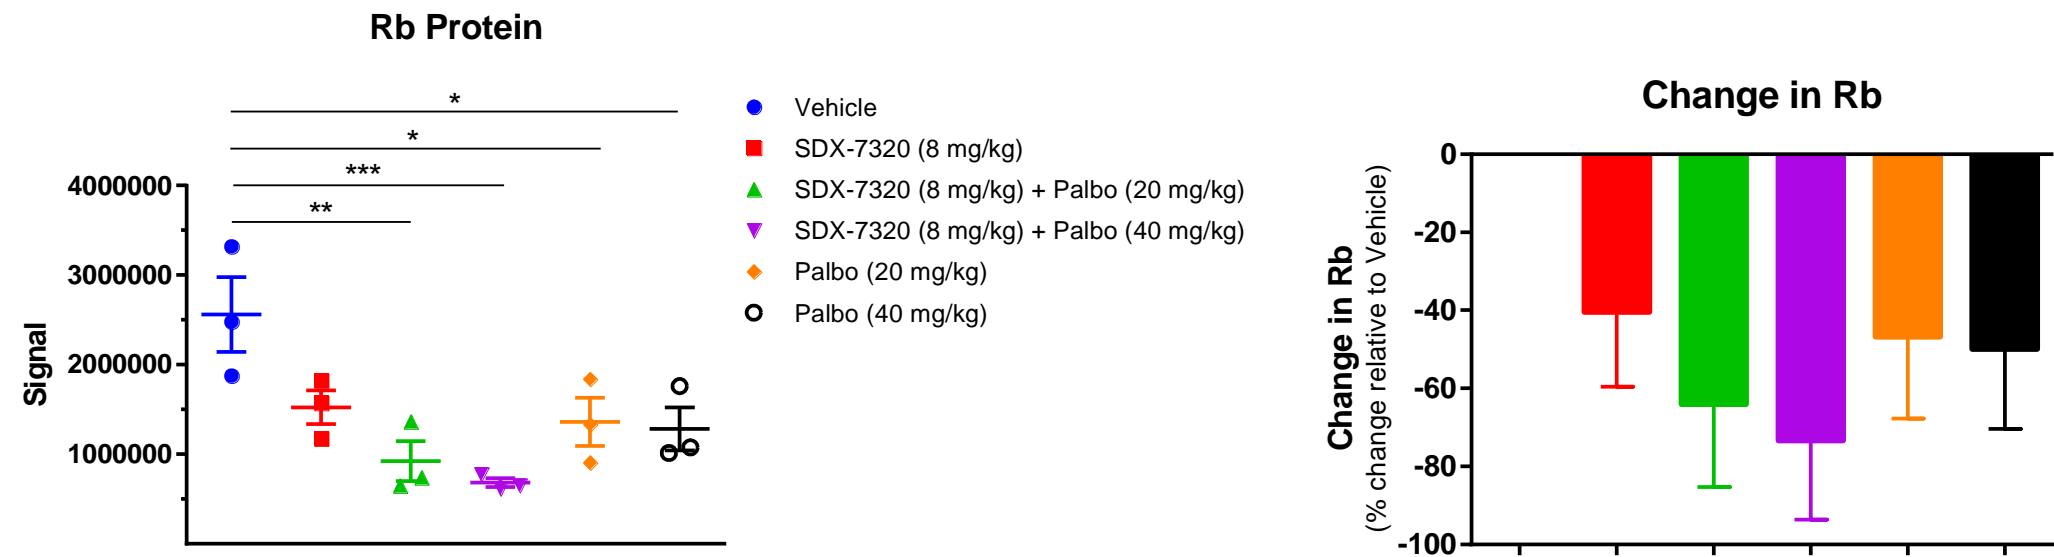 Rb Protein
*
*
***
**
4000000
3000000
2000000
1000000
Signal
Vehicle
SDX-7320 (8 mg/kg)
SDX-7320 (8 mg/kg) + Palbo (20 mg/kg)
SDX-7320 (8 mg/kg) + Palbo (40 mg/kg)
Palbo (20 mg/kg)
Palbo (40 mg/kg)
Change in Rb
0
-20
-40
-60
-80
-100
Change in Rb
(% change relative to Vehicle)